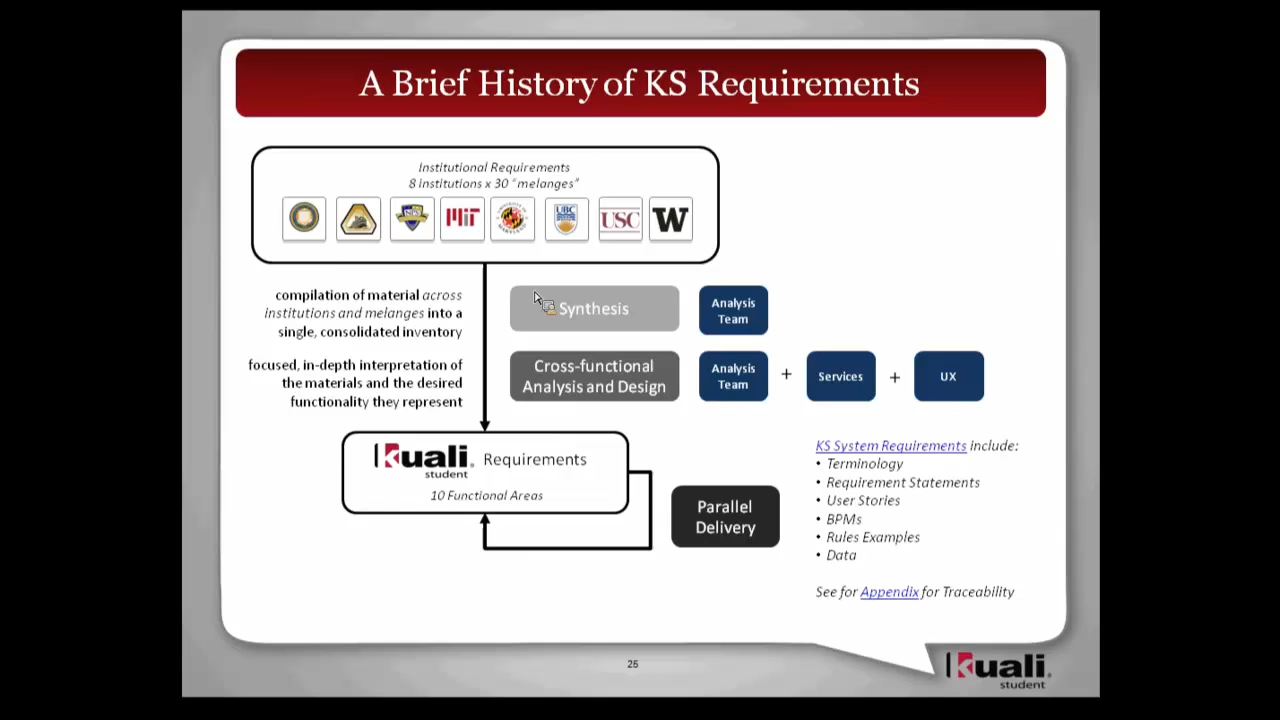 A Brief History of KS Requirements
Institutional Requirements
8 institutions x 30 “melanges”
MIT
UBC
USC
W
compilation of material across
institutions and melanges into a
single, consolidated inventory
Synthesis
Analysis
Team
focused, in-depth interpretation of
the materials and the desired
functionality they represent
Cross-functional
Analysis and Design
Analysis
Team
+
Services
+
UX
Kuali® Requirements
student
10 Functional Areas
Parallel
Delivery
KS System Requirements include:
• Terminology
• Requirement Statements
• User Stories
• BPMs
• Rules Examples
• Data
See for Appendix for Traceability
25
Kuali®
student